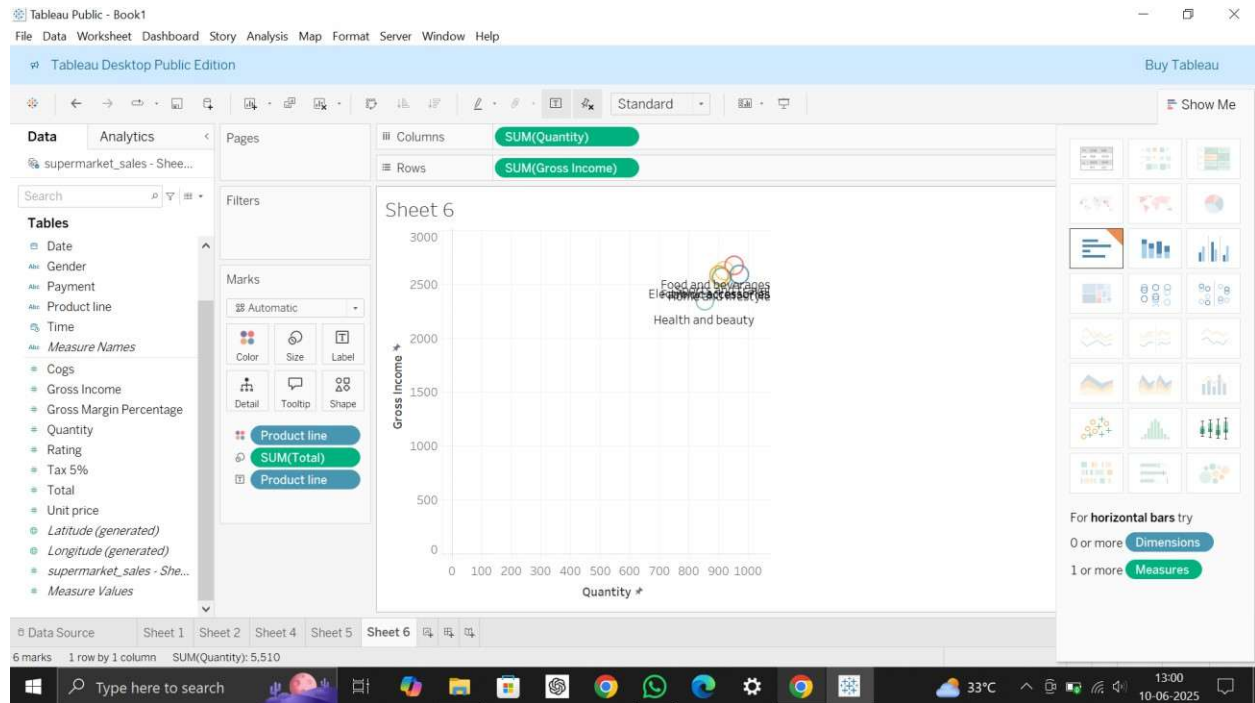 Tableau Public - Book1
File Data Worksheet Dashboard Story Analysis Map Format Server Window Help
Tableau Desktop Public Edition
Buy Tableau
Standard
Show Me
Data Analytics
supermarket_sales - Shee...
Search
Tables
Date
Abc Gender
Abc Payment
Abc Product line
Time
Abc Measure Names
Cogs
Gross Income
Gross Margin Percentage
Quantity
Rating
Tax 5%
Total
Unit price
Latitude (generated)
Longitude (generated)
supermarket_sales - She...
Measure Values
Pages
Filters
Marks
Automatic
Color Size Label
Detail Tooltip Shape
Product line
SUM(Total)
Product line
Columns SUM(Quantity)
Rows SUM(Gross Income)
Sheet 6
3000
2500
2000
1500
1000
500
0
Gross Income
Food and beverages
Health and beauty
0 100 200 300 400 500 600 700 800 900 1000
Quantity
For horizontal bars try
0 or more Dimensions
1 or more Measures
Data Source Sheet 1 Sheet 2 Sheet 4 Sheet 5 Sheet 6
6 marks 1 row by 1 column SUM(Quantity): 5,510
Type here to search
33°C
13:00
10-06-2025